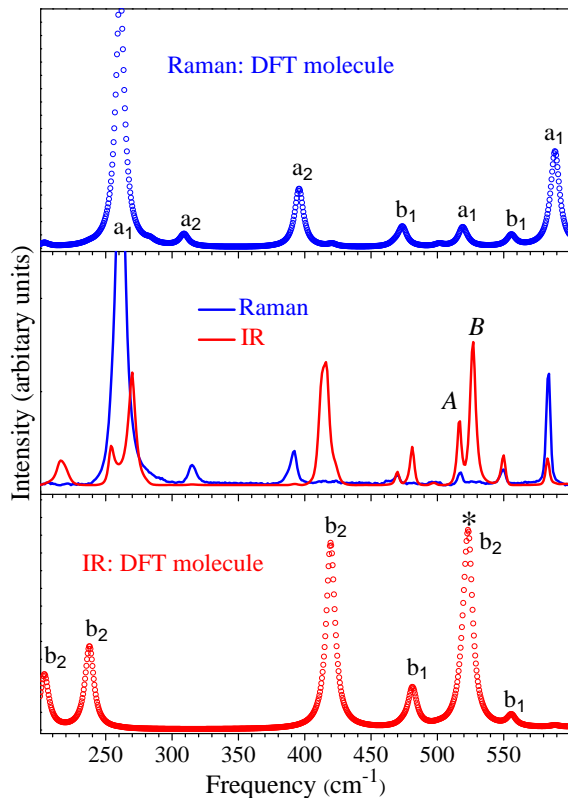 Raman: DFT molecule
a1
a2
a2
b1
a1
b1
a1
Intensity (arbitary units)
Raman
IR
A
B
IR: DFT molecule
b2
b2
b2
b1
*
b2
b1
250 300 350 400 450 500 550
Frequency (cm-1)